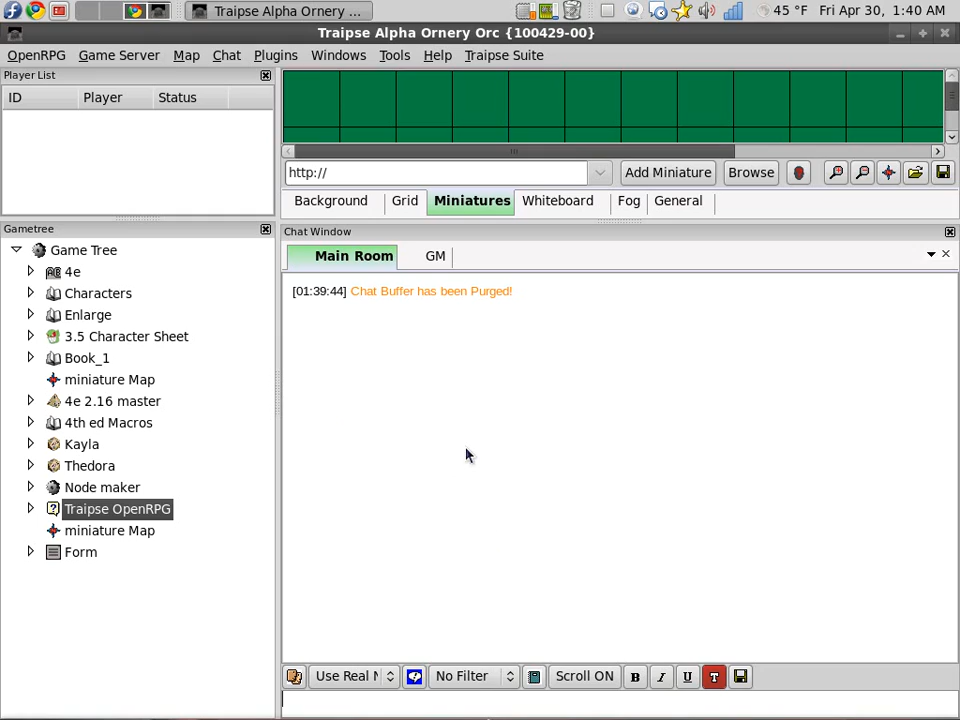 Traipse Alpha Ornery ...
45 °F Fri Apr 30, 1:40 AM
Traipse Alpha Ornery Orc {100429-00}
OpenRPG Game Server Map Chat Plugins Windows Tools Help Traipse Suite
Player List
ID Player Status
http:// Add Miniature Browse
Background Grid Miniatures Whiteboard Fog General
Gametree
Game Tree
4e
Characters
Enlarge
3.5 Character Sheet
Book_1
miniature Map
4e 2.16 master
4th ed Macros
Kayla
Thedora
Node maker
Traipse OpenRPG
miniature Map
Form
Chat Window
Main Room GM
[01:39:44] Chat Buffer has been Purged!
Use Real N No Filter Scroll ON B I U T